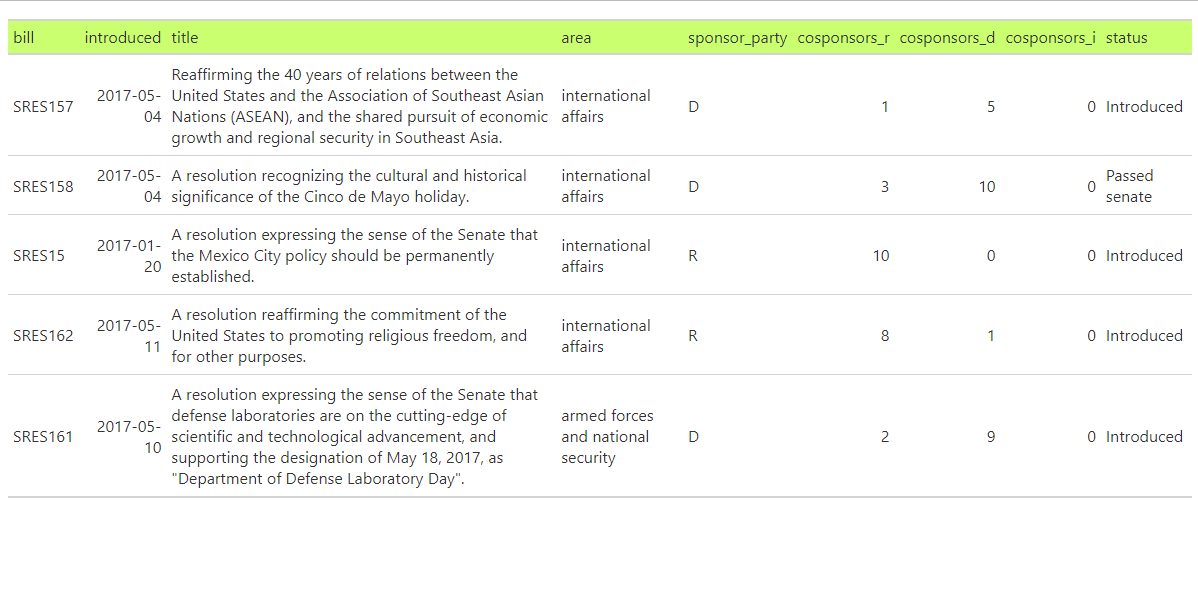 bill introduced title area sponsor_party cosponsors_r cosponsors_d cosponsors_i status
Reaffirming the 40 years of relations between the
SRES157 2017-05- United States and the Association of Southeast Asian international D 1 5 0 Introduced
04 Nations (ASEAN), and the shared pursuit of economic affairs
growth and regional security in Southeast Asia.
SRES158 2017-05- A resolution recognizing the cultural and historical international D 3 10 0 Passed
04 significance of the Cinco de Mayo holiday. affairs senate
A resolution expressing the sense of the Senate that
SRES15 2017-01- the Mexico City policy should be permanently international R 10 0 0 Introduced
20 established. affairs
A resolution reaffirming the commitment of the
SRES162 2017-05- United States to promoting religious freedom, and international R 8 1 0 Introduced
11 for other purposes. affairs
A resolution expressing the sense of the Senate that
defense laboratories are on the cutting-edge of armed forces
SRES161 2017-05- scientific and technological advancement, and and national D 2 9 0 Introduced
10 supporting the designation of May 18, 2017, as security
"Department of Defense Laboratory Day".